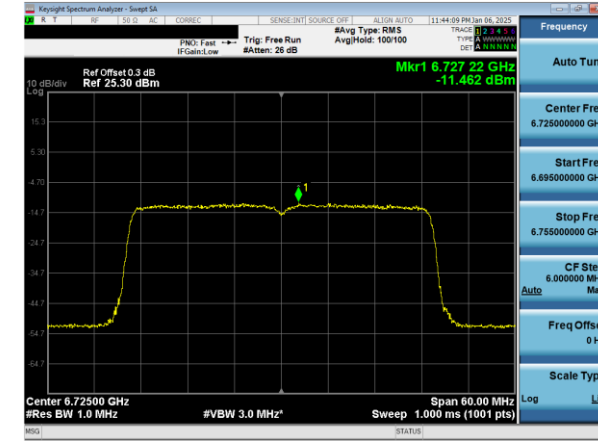 Keysight Spectrum Analyzer - Swept SA
R T RF 50 Ω AC CORREC SENSE:INT SOURCE OFF ALIGN AUTO 11:44:09 PM Jan 06, 2025
PNO: Fast
IFGain:Low
Trig: Free Run
#Atten: 26 dB
#Avg Type: RMS
Avg|Hold: 100/100
TRACE 1 2 3 4 5 6
TYPE A WWWWW
DET A N N N N N
Mkr1 6.727 22 GHz
-11.462 dBm
10 dB/div
Log
Ref Offset 0.3 dB
Ref 25.30 dBm
15.3
5.30
-4.70
-14.7
-24.7
-34.7
-44.7
-54.7
-64.7
1
Center 6.72500 GHz
#Res BW 1.0 MHz
#VBW 3.0 MHz*
Span 60.00 MHz
Sweep 1.000 ms (1001 pts)
MSG
STATUS
Frequency
Auto Tun
Center Fre
6.725000000 GH
Start Fre
6.695000000 GH
Stop Fre
6.755000000 GH
CF Ste
6.000000 MH
Auto Ma
Freq Offs
0 H
Scale Typ
Log Li